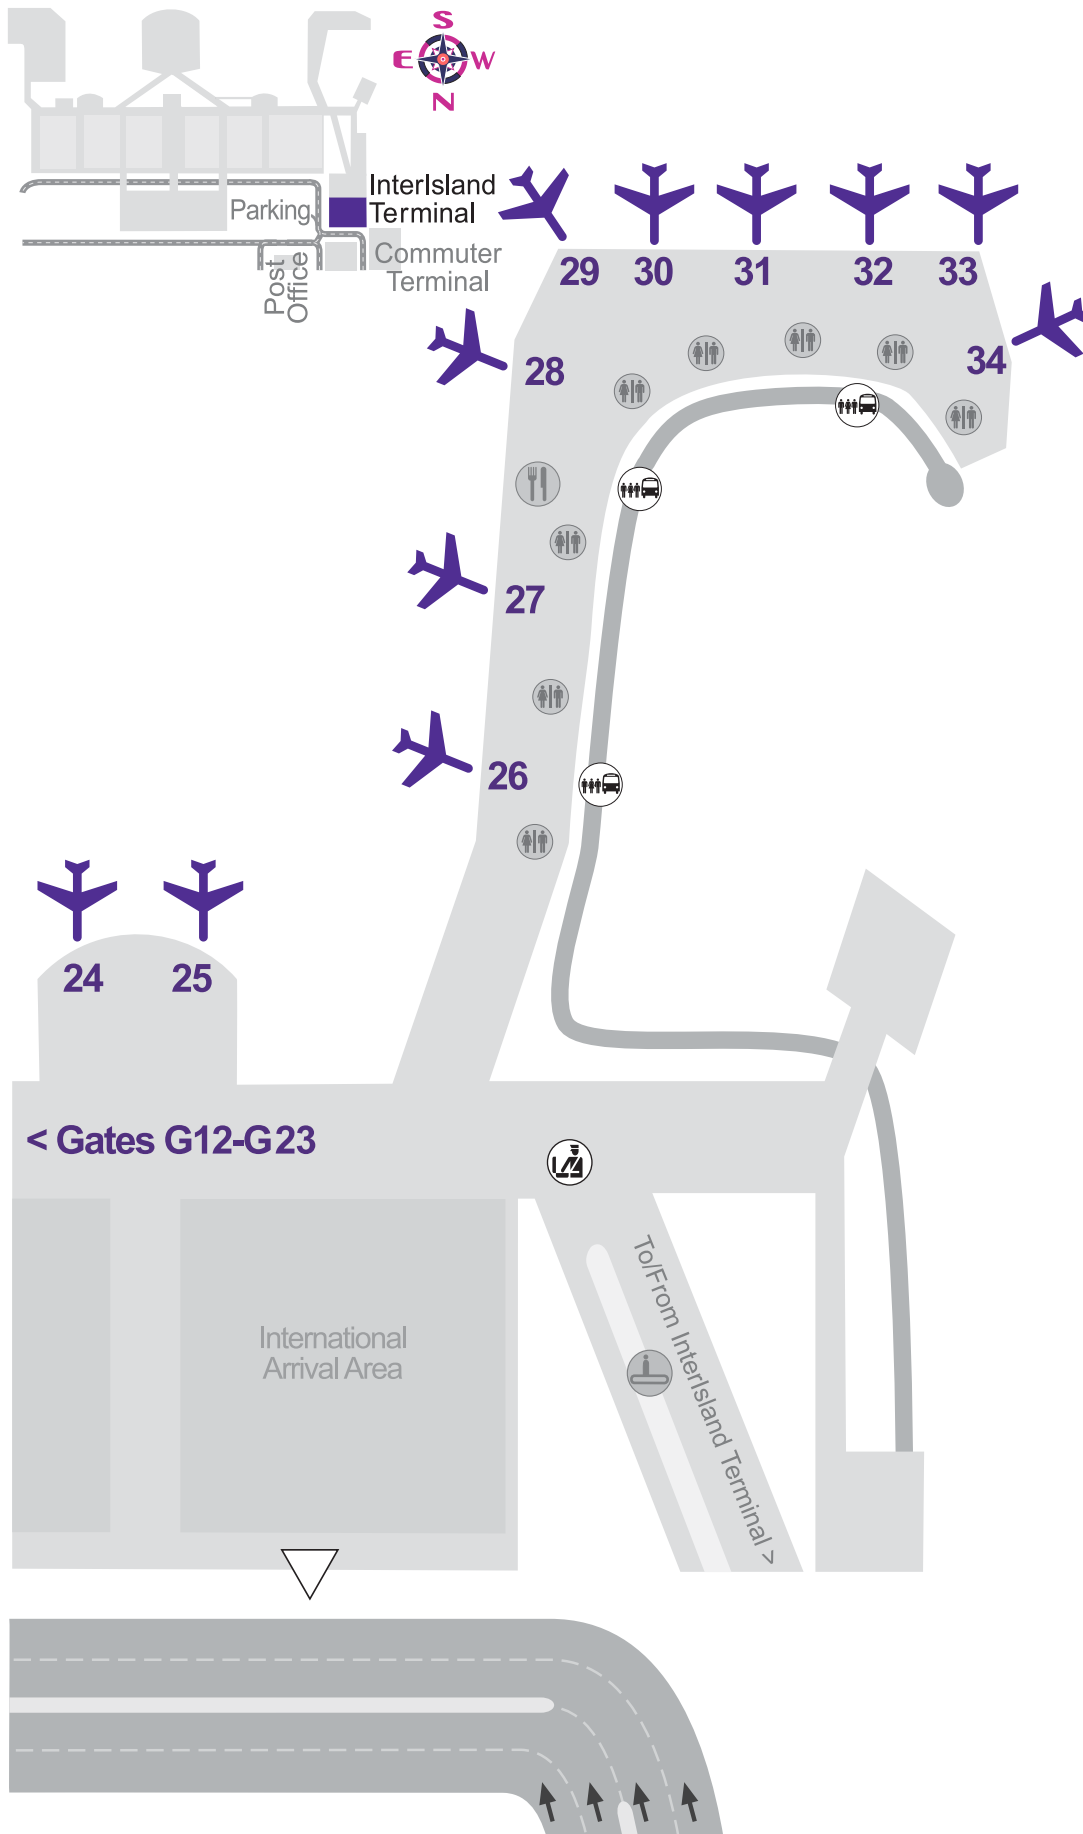 S
E W
N
InterIsland
Terminal
Parking
Commuter
Terminal
Post
Office
29 30 31 32 33
28
34
27
26
24 25
< Gates G12-G23
International
Arrival Area
To/From InterIsland Terminal >